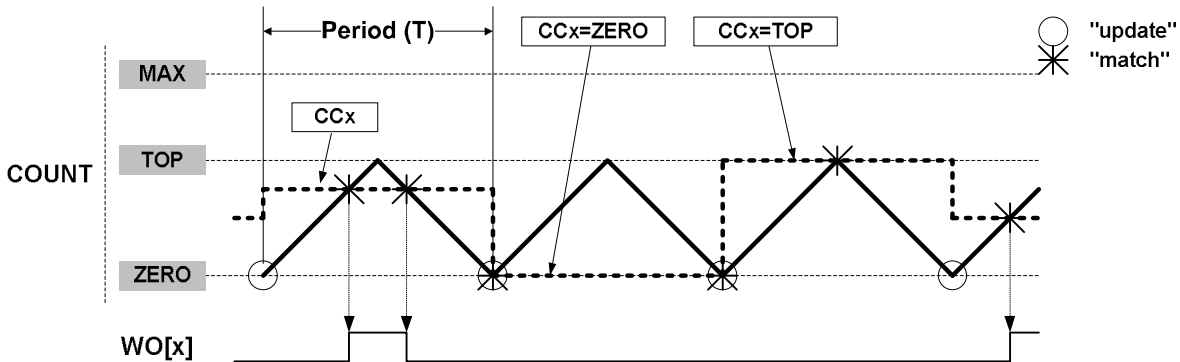 Period (T)
CCx=ZERO
CCx=TOP
"update"
"match"
MAX
CCx
TOP
COUNT
ZERO
WO[x]